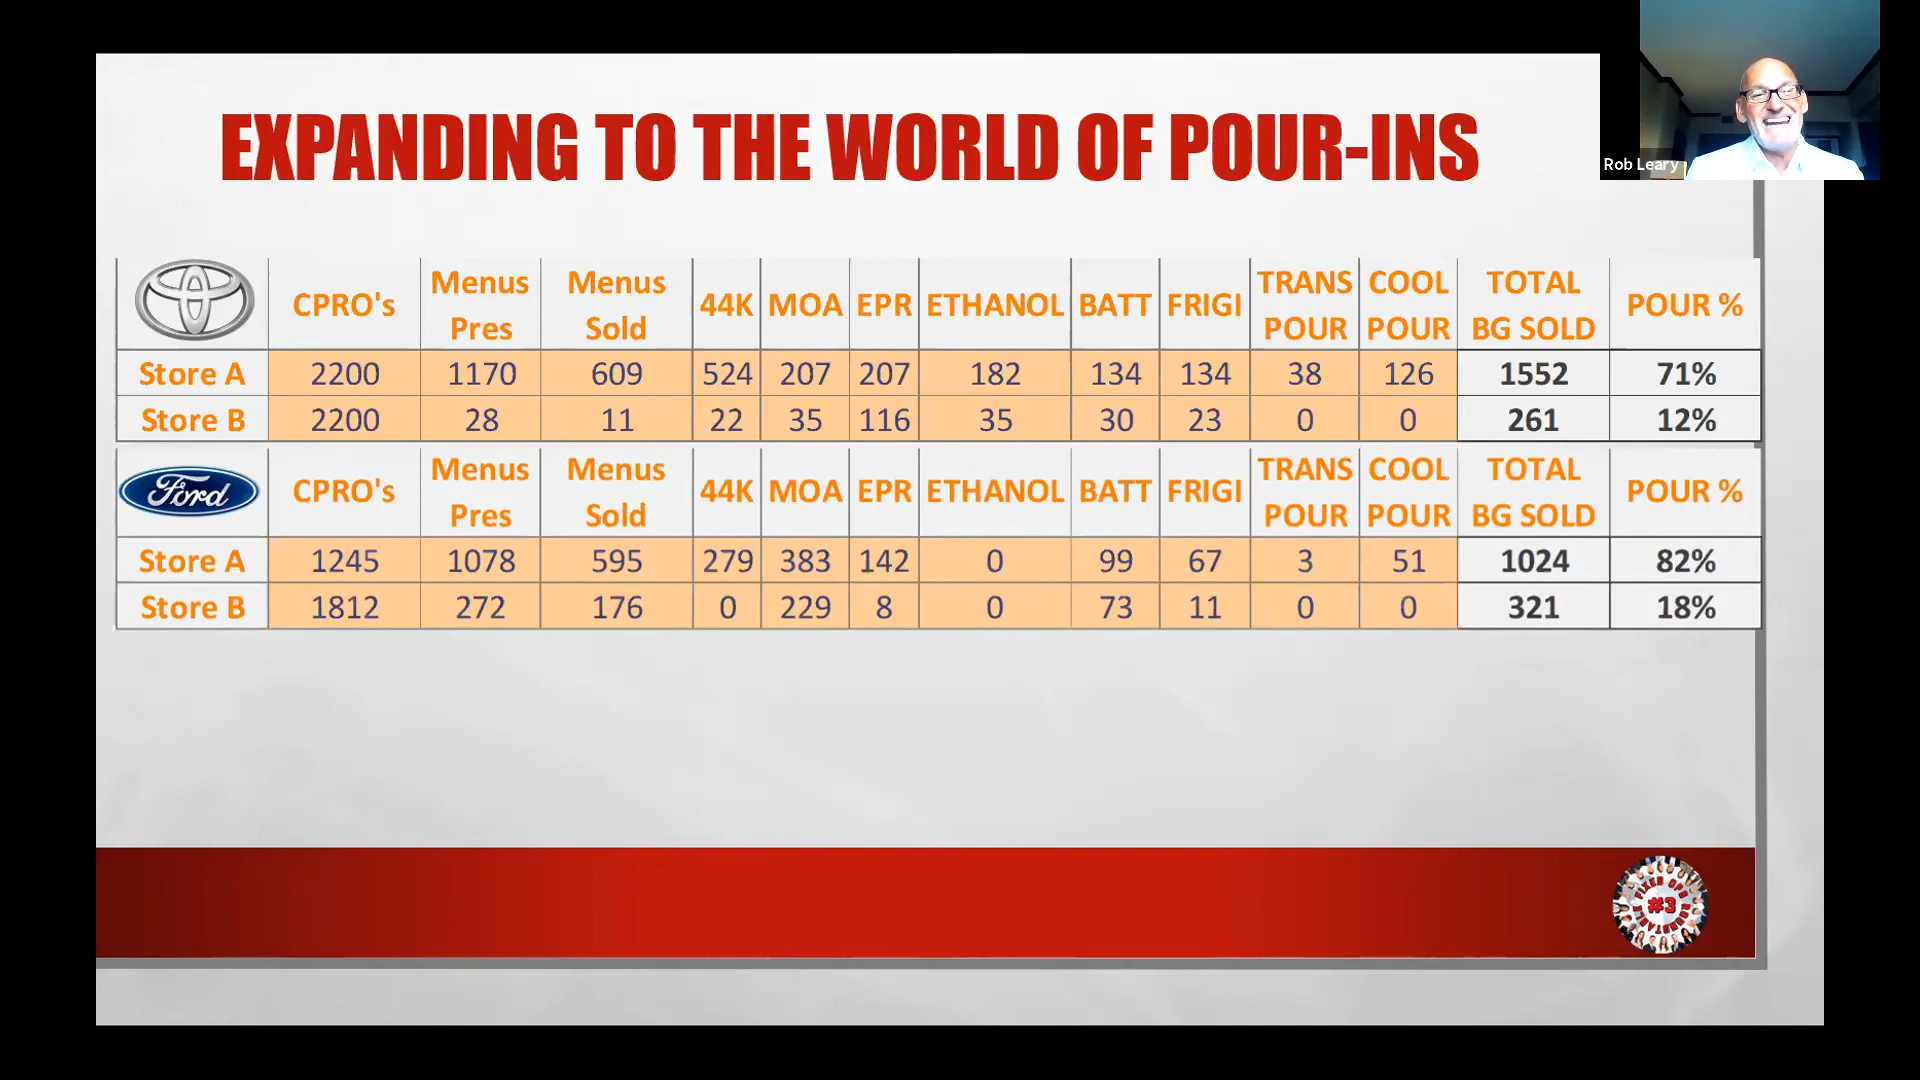 EXPANDING TO THE WORLD OF POUR-INS
Rob Leary
CPRO's Menus Pres Menus Sold 44K MOA EPR ETHANOL BATT FRIGI TRANS POUR COOL POUR TOTAL BG SOLD POUR %
Store A 2200 1170 609 524 207 207 182 134 134 38 126 1552 71%
Store B 2200 28 11 22 35 116 35 30 23 0 0 261 12%
Ford CPRO's Menus Pres Menus Sold 44K MOA EPR ETHANOL BATT FRIGI TRANS POUR COOL POUR TOTAL BG SOLD POUR %
Store A 1245 1078 595 279 383 142 0 99 67 3 51 1024 82%
Store B 1812 272 176 0 229 8 0 73 11 0 0 321 18%
FIXED OPS ROUNDTABLE
#3